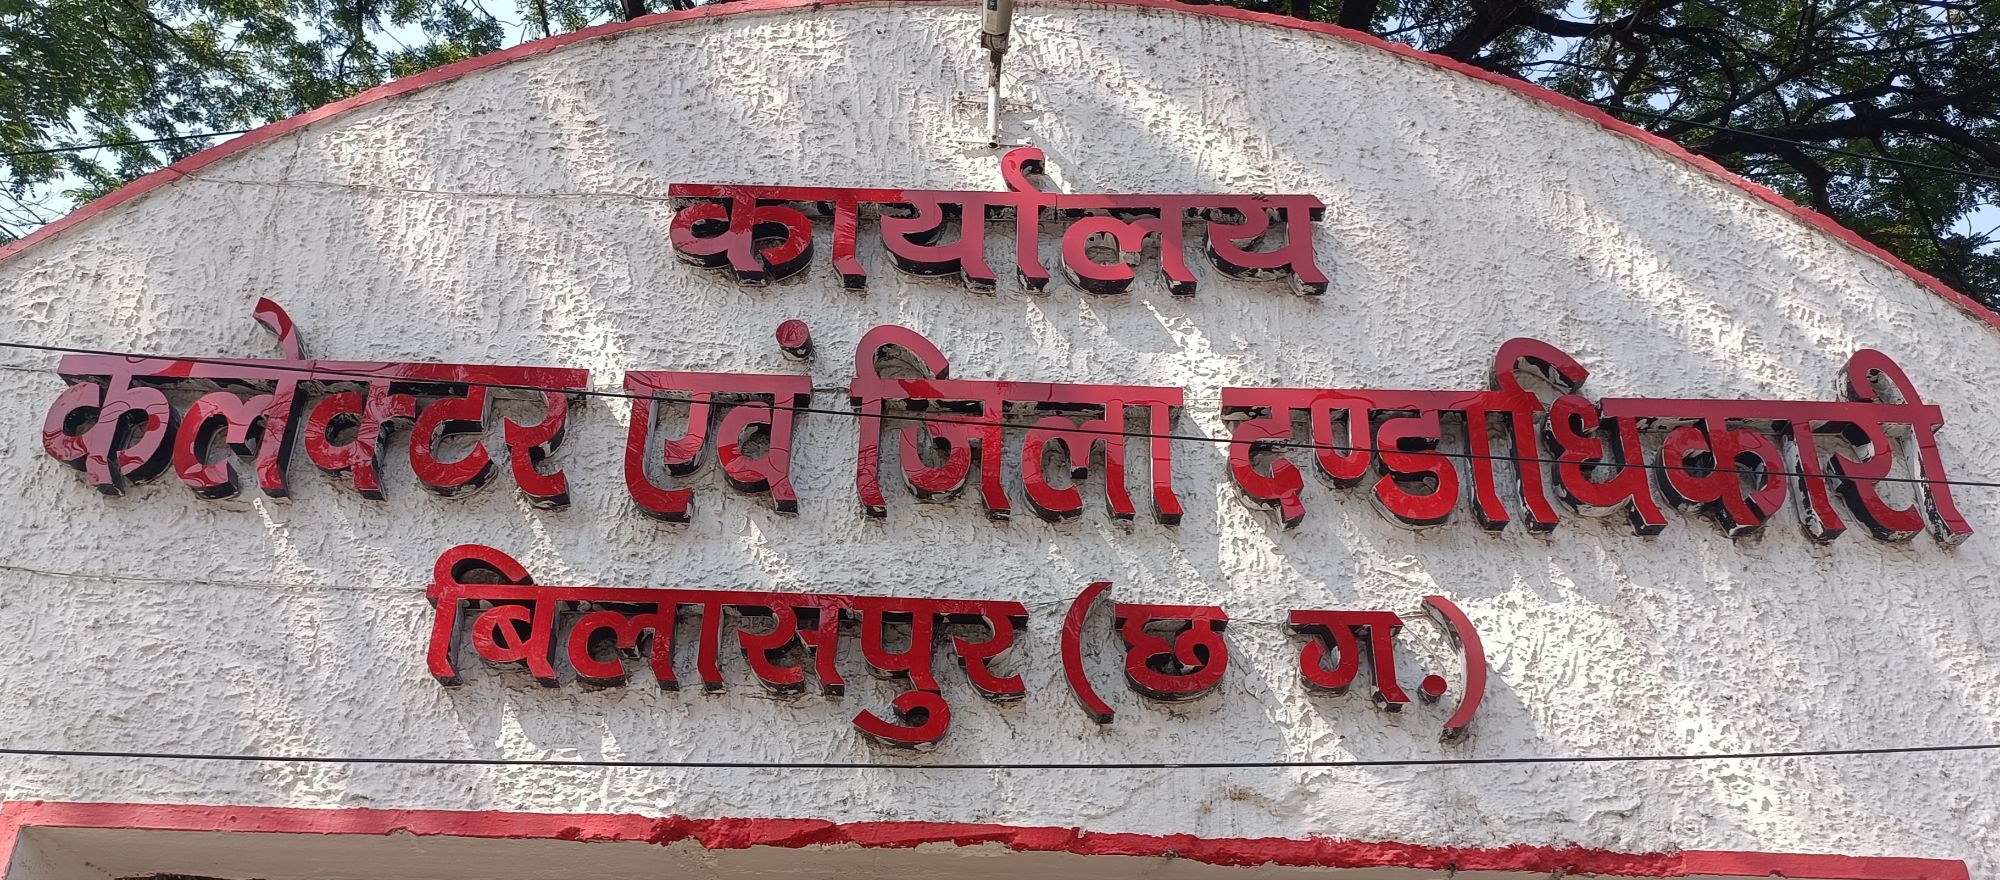 कार्यालय
कलेक्टर एवं जिला दण्डाधिकारी
बिलासपुर (छ ग.)